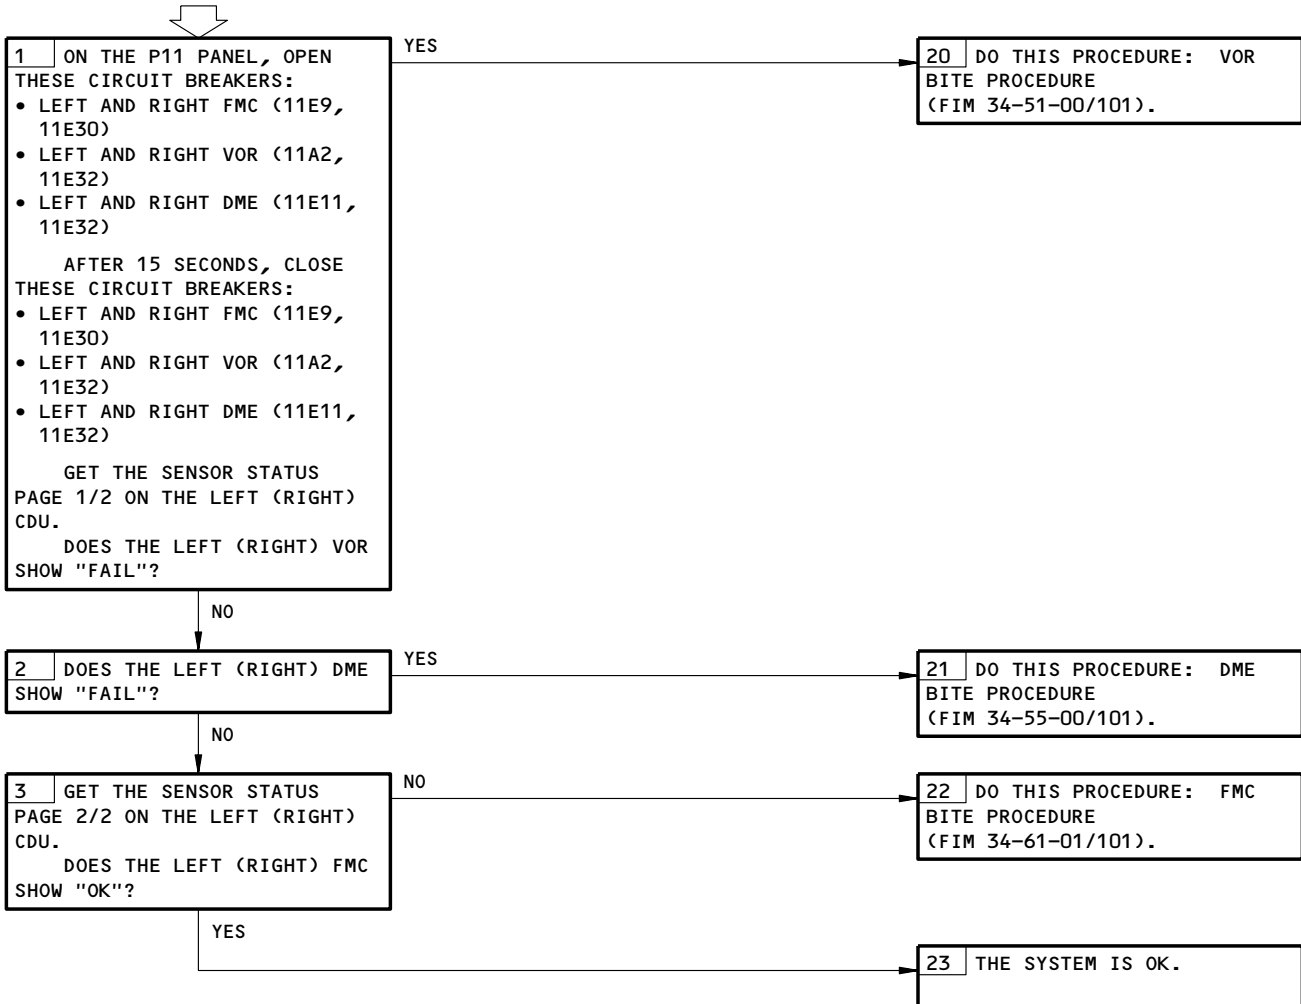 1 ON THE P11 PANEL, OPEN
THESE CIRCUIT BREAKERS:
• LEFT AND RIGHT FMC (11E9,
11E30)
• LEFT AND RIGHT VOR (11A2,
11E32)
• LEFT AND RIGHT DME (11E11,
11E32)
AFTER 15 SECONDS, CLOSE
THESE CIRCUIT BREAKERS:
• LEFT AND RIGHT FMC (11E9,
11E30)
• LEFT AND RIGHT VOR (11A2,
11E32)
• LEFT AND RIGHT DME (11E11,
11E32)
GET THE SENSOR STATUS
PAGE 1/2 ON THE LEFT (RIGHT)
CDU.
DOES THE LEFT (RIGHT) VOR
SHOW "FAIL"?
YES
20 DO THIS PROCEDURE: VOR
BITE PROCEDURE
(FIM 34-51-00/101).
NO
2 DOES THE LEFT (RIGHT) DME
SHOW "FAIL"?
YES
21 DO THIS PROCEDURE: DME
BITE PROCEDURE
(FIM 34-55-00/101).
NO
3 GET THE SENSOR STATUS
PAGE 2/2 ON THE LEFT (RIGHT)
CDU.
DOES THE LEFT (RIGHT) FMC
SHOW "OK"?
NO
22 DO THIS PROCEDURE: FMC
BITE PROCEDURE
(FIM 34-61-01/101).
YES
23 THE SYSTEM IS OK.